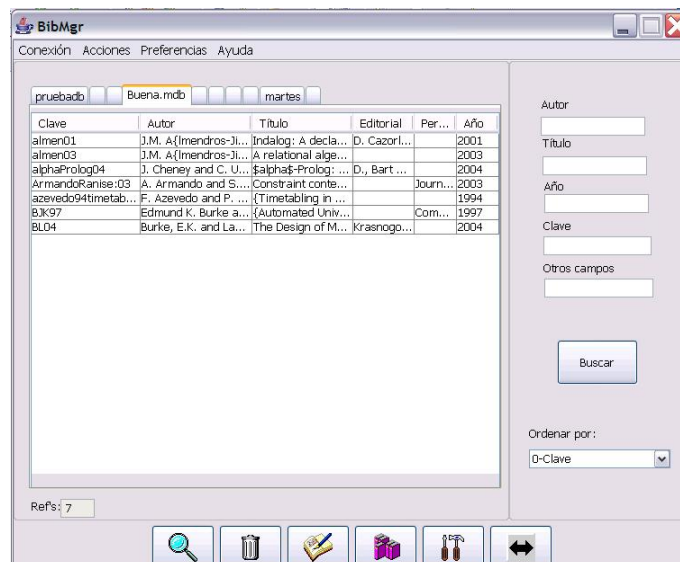 BibMgr
Conexión Acciones Preferencias Ayuda
pruebadb Buena.mdb martes
Clave Autor Título Editorial Per... Año
almen01 J.M. A{lmendros-Ji... Indalog: A decla... D. Cazorl... 2001
almen03 J.M. A{lmendros-Ji... A relational alge... 2003
alphaProlog04 J. Cheney and C. U... $alpha$-Prolog: ... D., Bart ... 2004
ArmandoRanise:03 A. Armando and S.... Constraint conte... Journ... 2003
azevedo94timetab... F. Azevedo and P. ... {Timetabling in ... 1994
BJK97 Edmund K. Burke a... {Automated Univ... Com... 1997
BL04 Burke, E.K. and La... The Design of M... Krasnogo... 2004
Ref's: 7
Autor
Título
Año
Clave
Otros campos
Buscar
Ordenar por:
0-Clave